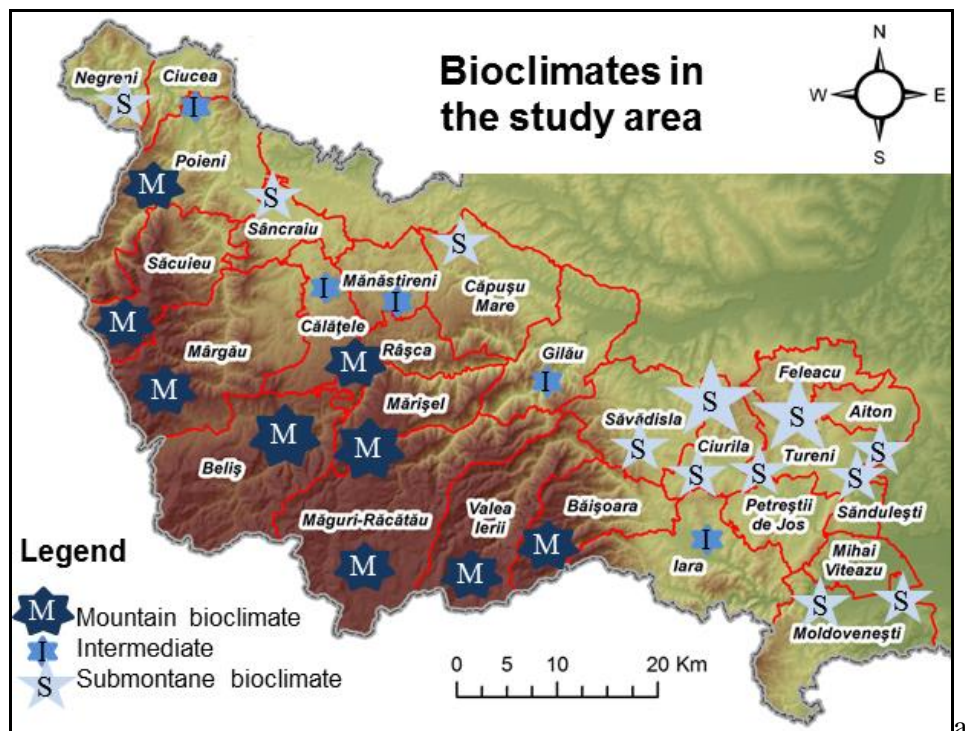 Bioclimates in
the study area
N
W
E
S
Negreni
Ciucea
S
I
Poieni
M
S
Sâncraiu
S
Săcuieu
Mănăstireni
Căpușu
Mare
I
I
M
Călățele
Mărgău
Râșca
M
Gilău
I
Feleacu
M
Mărișel
S
S
Aiton
Săvădisla
M
M
S
Ciurila
Tureni
S
Beliș
S
S
S
Petreștii
de Jos
Săndulești
Valea
Ierii
Băișoara
Măguri-Răcătău
M
I
Iara
Mihai
Viteazu
M
M
S
S
Moldovenești
Legend
M
Mountain bioclimate
I
Intermediate
S
Submontane bioclimate
0 5 10 20 Km
a